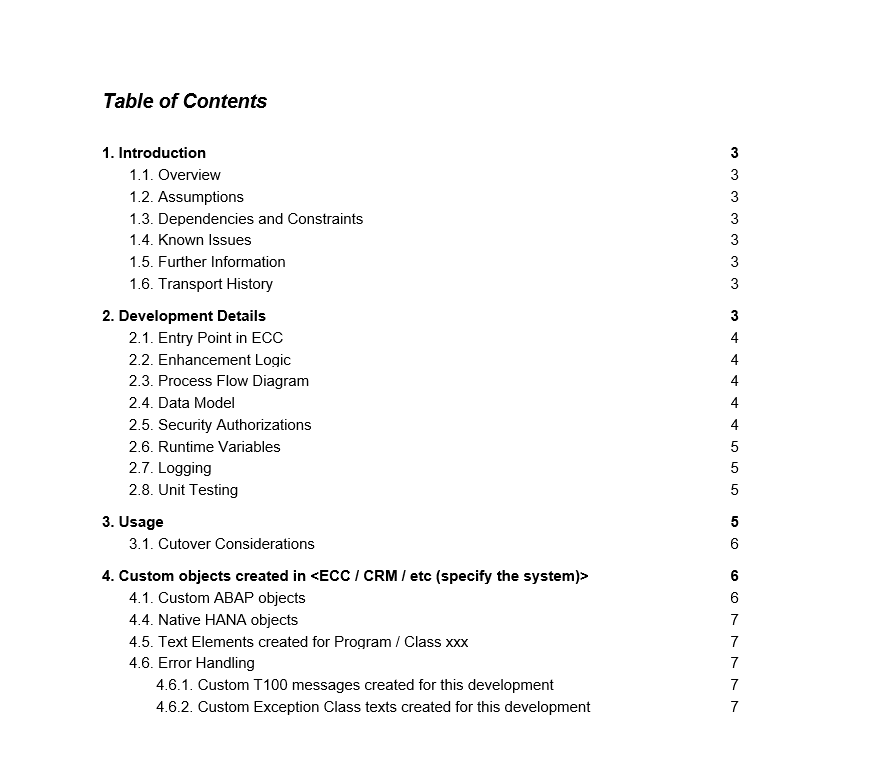 Table of Contents
1. Introduction 3
1.1. Overview 3
1.2. Assumptions 3
1.3. Dependencies and Constraints 3
1.4. Known Issues 3
1.5. Further Information 3
1.6. Transport History 3
2. Development Details 3
2.1. Entry Point in ECC 4
2.2. Enhancement Logic 4
2.3. Process Flow Diagram 4
2.4. Data Model 4
2.5. Security Authorizations 4
2.6. Runtime Variables 5
2.7. Logging 5
2.8. Unit Testing 5
3. Usage 5
3.1. Cutover Considerations 6
4. Custom objects created in <ECC / CRM / etc (specify the system)> 6
4.1. Custom ABAP objects 6
4.4. Native HANA objects 7
4.5. Text Elements created for Program / Class xxx 7
4.6. Error Handling 7
4.6.1. Custom T100 messages created for this development 7
4.6.2. Custom Exception Class texts created for this development 7